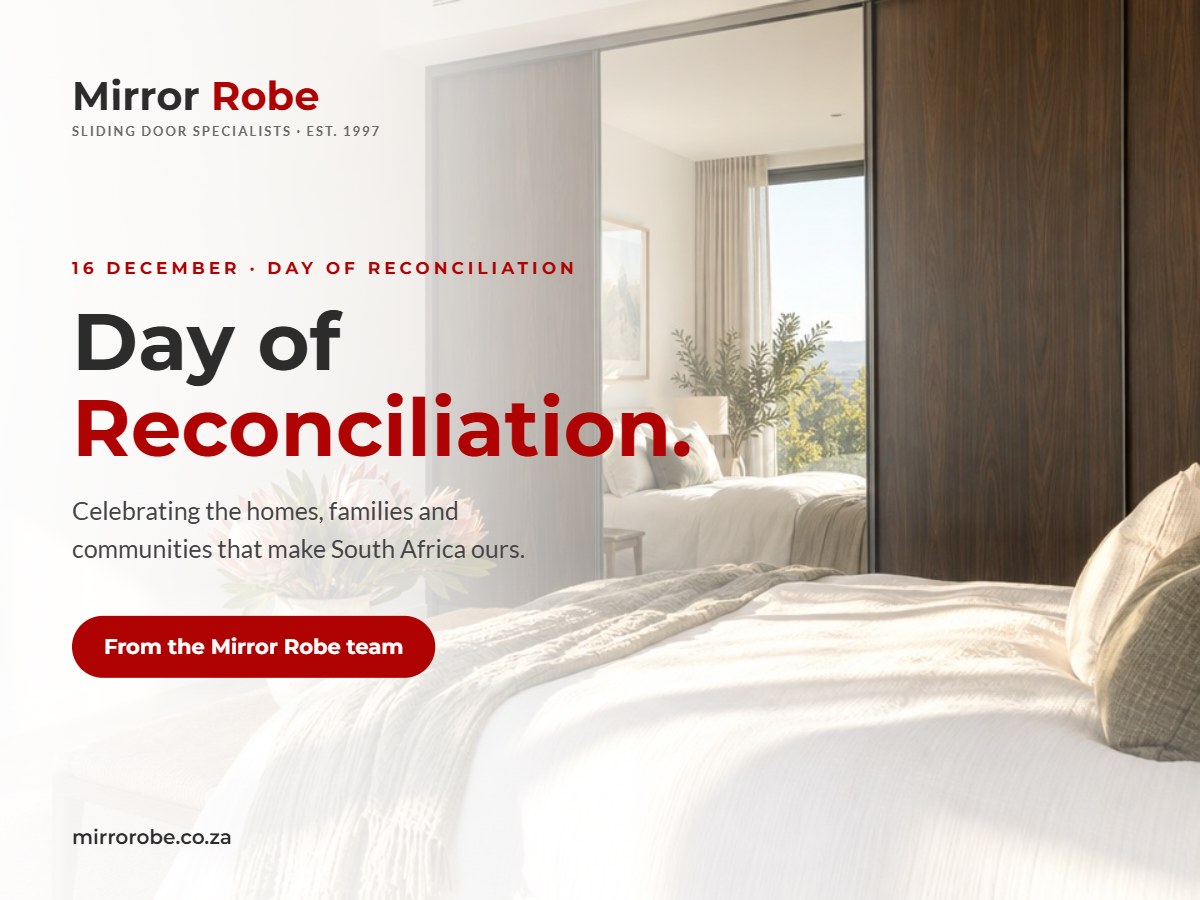 Mirror Robe
SLIDING DOOR SPECIALISTS · EST. 1997
16 DECEMBER · DAY OF RECONCILIATION
Day of
Reconciliation.
Celebrating the homes, families and
communities that make South Africa ours.
From the Mirror Robe team
mirrorobe.co.za